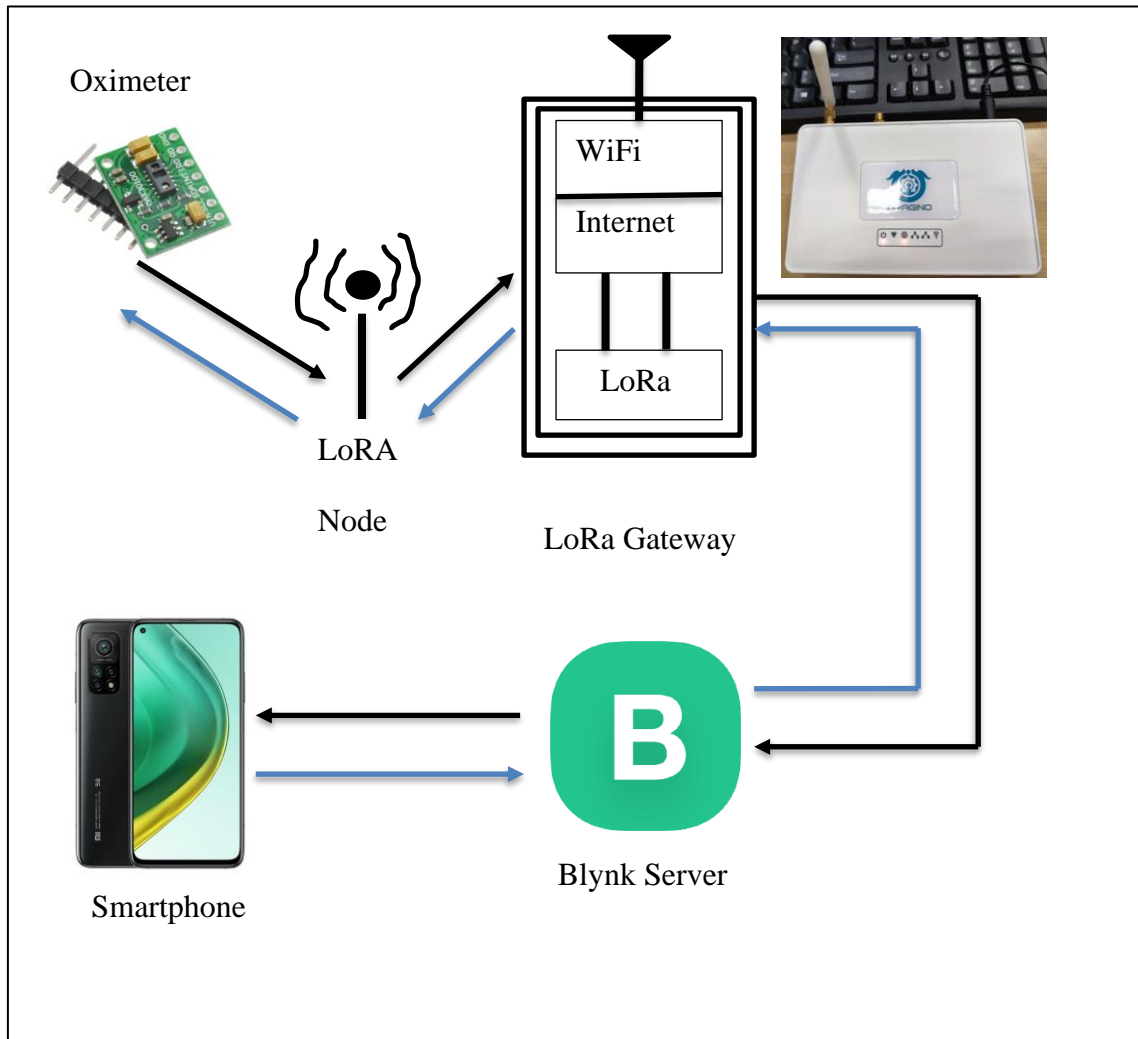 Oximeter
WiFi
Internet
LoRa
LoRA
Node
LoRa Gateway
B
Blynk Server
Smartphone